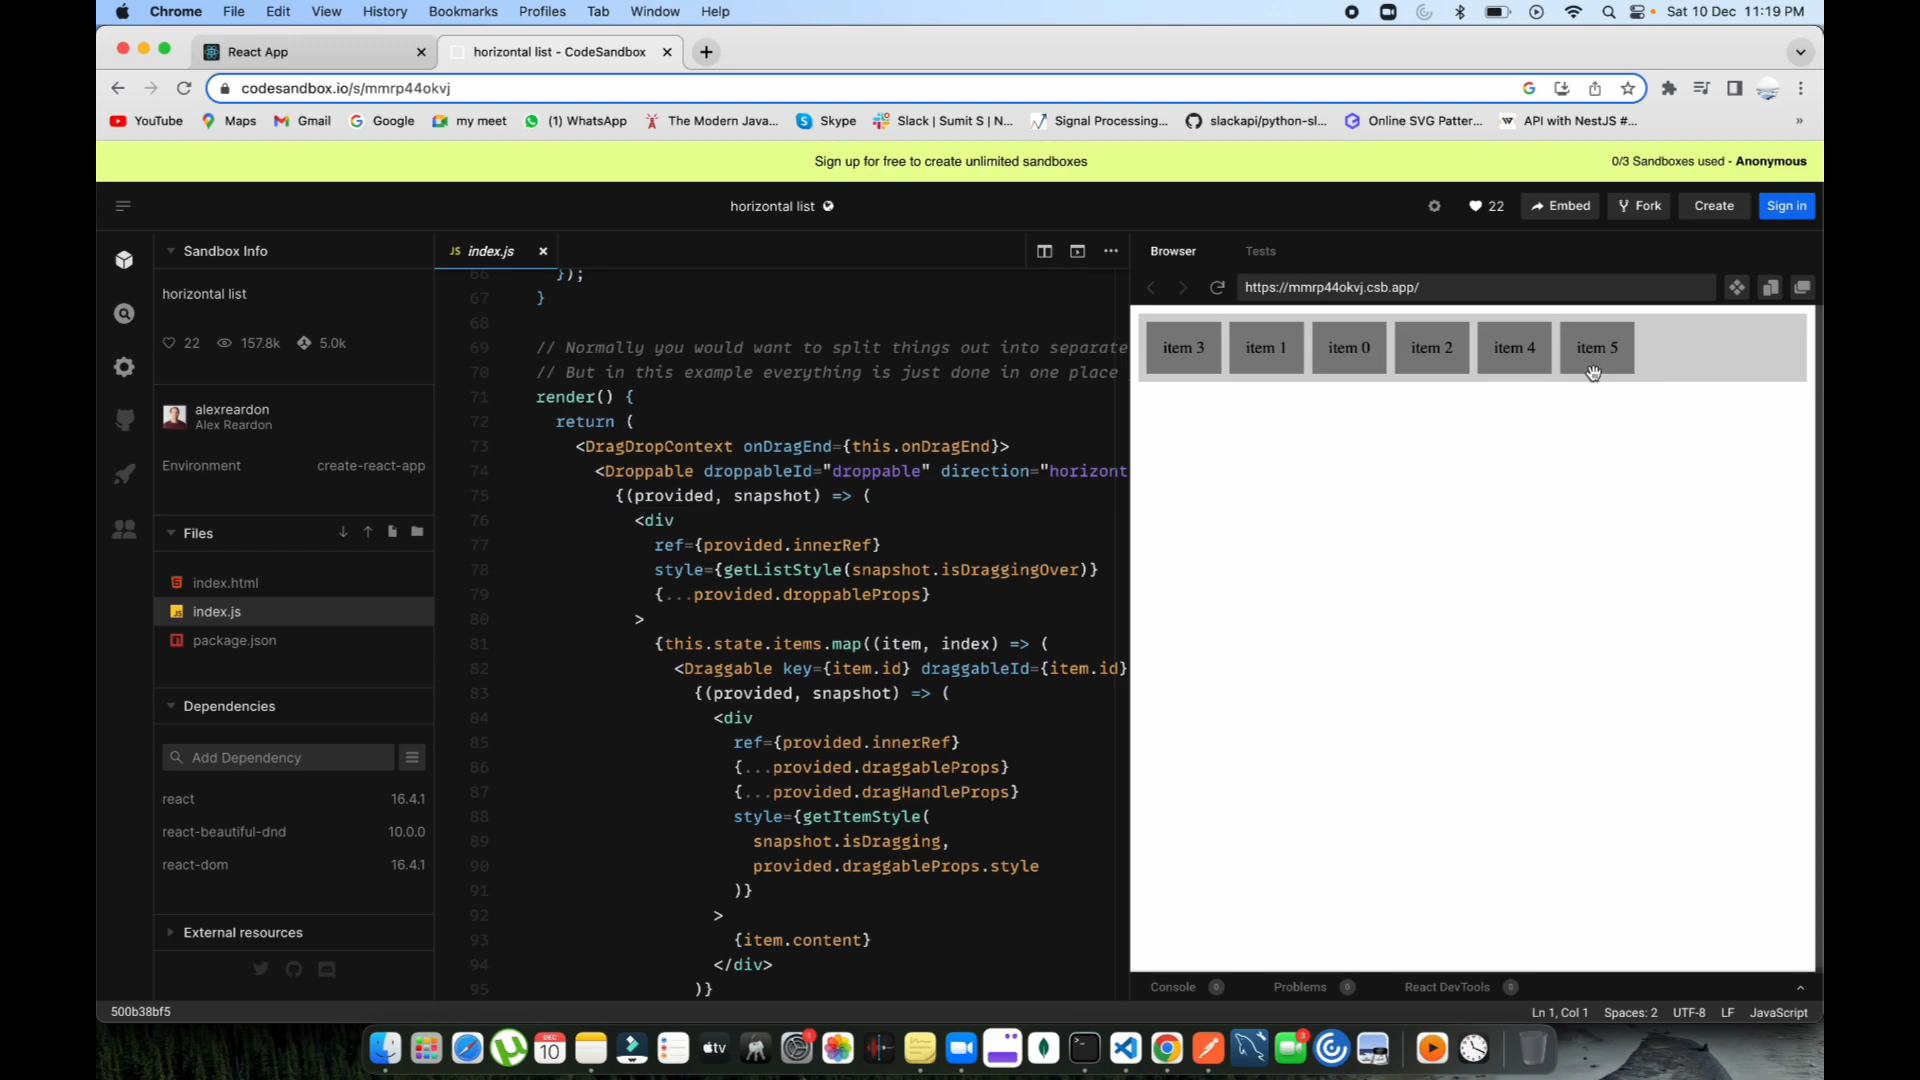 Chrome File Edit View History Bookmarks Profiles Tab Window Help Sat 10 Dec 11:19 PM
React App horizontal list - CodeSandbox
codesandbox.io/s/mmrp44okvj
YouTube Maps Gmail Google my meet (1) WhatsApp The Modern Java... Skype Slack | Sumit S | N... Signal Processing... slackapi/python-sl... Online SVG Patter... API with NestJS #... »
Sign up for free to create unlimited sandboxes 0/3 Sandboxes used - Anonymous
horizontal list 22 Embed Fork Create Sign in
Sandbox Info
horizontal list
22 157.8k 5.0k
alexreardon
Alex Reardon
Environment create-react-app
Files
index.html
index.js
package.json
Dependencies
Add Dependency
react 16.4.1
react-beautiful-dnd 10.0.0
react-dom 16.4.1
External resources
JS index.js
66 });
67 }
68
69 // Normally you would want to split things out into separate
70 // But in this example everything is just done in one place
71 render() {
72 return (
73 <DragDropContext onDragEnd={this.onDragEnd}>
74 <Droppable droppableId="droppable" direction="horizont
75 {(provided, snapshot) => (
76 <div
77 ref={provided.innerRef}
78 style={getListStyle(snapshot.isDraggingOver)}
79 {...provided.droppableProps}
80 >
81 {this.state.items.map((item, index) => (
82 <Draggable key={item.id} draggableId={item.id}
83 {(provided, snapshot) => (
84 <div
85 ref={provided.innerRef}
86 {...provided.draggableProps}
87 {...provided.dragHandleProps}
88 style={getItemStyle(
89 snapshot.isDragging,
90 provided.draggableProps.style
91 )}
92 >
93 {item.content}
94 </div>
95 )}
Browser Tests
https://mmrp44okvj.csb.app/
item 3 item 1 item 0 item 2 item 4 item 5
Console 0 Problems 0 React DevTools 0
500b38bf5 Ln 1, Col 1 Spaces: 2 UTF-8 LF JavaScript
DEC
10
tv
1
3